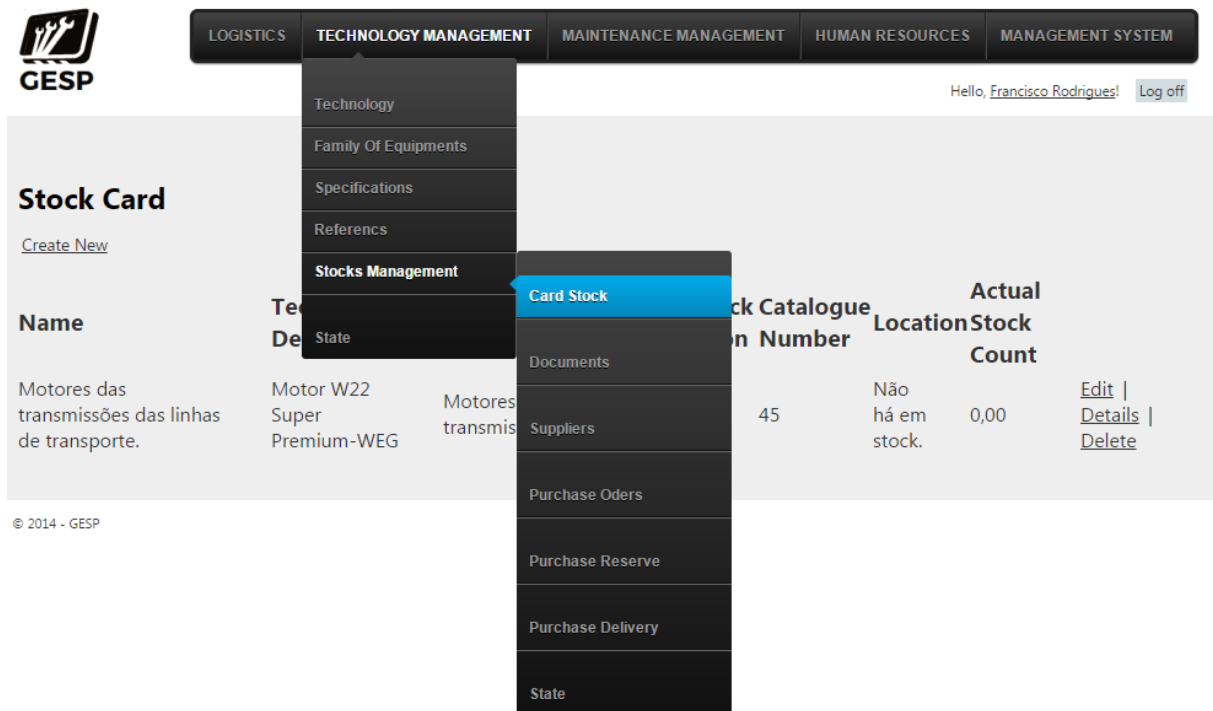 GESP
LOGISTICS TECHNOLOGY MANAGEMENT MAINTENANCE MANAGEMENT HUMAN RESOURCES MANAGEMENT SYSTEM
Hello, Francisco Rodrigues! Log off
Technology
Family Of Equipments
Specifications
Referencs
Stocks Management
State
Card Stock
Documents
Suppliers
Purchase Oders
Purchase Reserve
Purchase Delivery
State
Stock Card
Create New
Name
Catalogue
Number
Location
Actual
Stock
Count
Motores das
transmissões das linhas
de transporte.
Motor W22
Super
Premium-WEG
Motores
45
Não
há em
stock.
0,00
Edit |
Details |
Delete
© 2014 - GESP